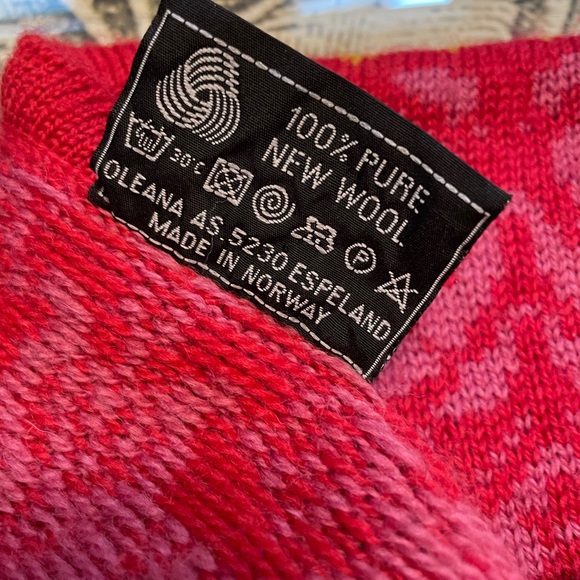 100% PURE
NEW WOOL
30°C
P
OLEANA AS, 5230 ESPELAND
MADE IN NORWAY